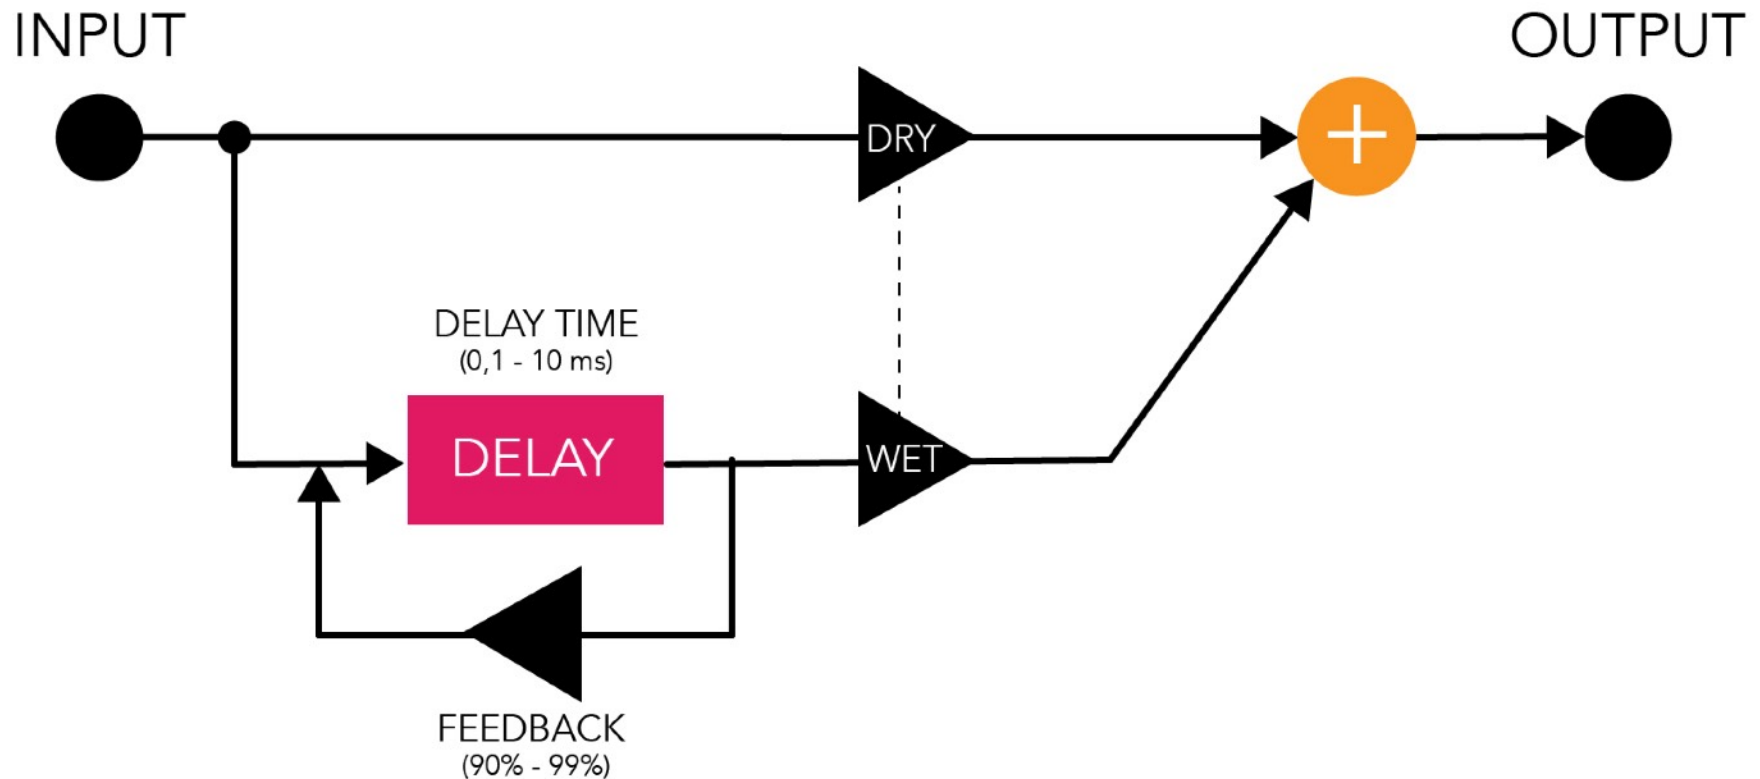 INPUT
OUTPUT
DRY
+
DELAY TIME
(0,1 - 10 ms)
DELAY
WET
FEEDBACK
(90% - 99%)